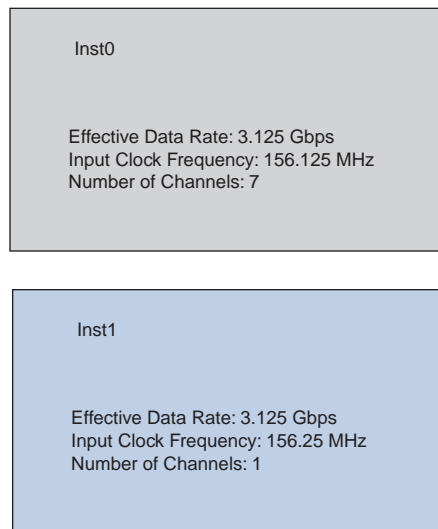 Inst0
Effective Data Rate: 3.125 Gbps
Input Clock Frequency: 156.125 MHz
Number of Channels: 7
Inst1
Effective Data Rate: 3.125 Gbps
Input Clock Frequency: 156.25 MHz
Number of Channels: 1